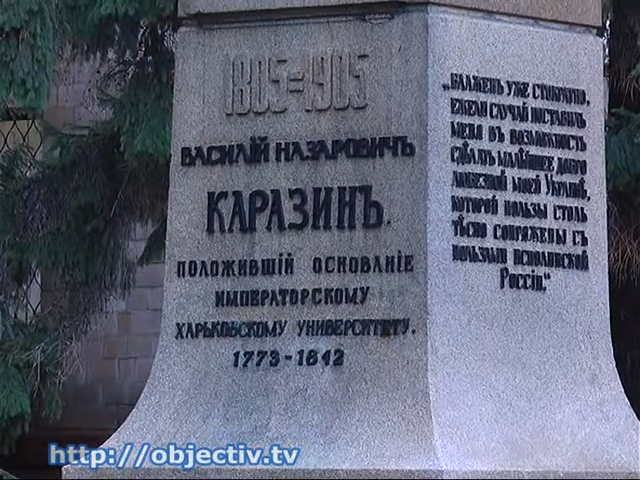 1805=1905
ВАСИЛІЙ НАЗАРОВИЧЪ
КАРАЗИНЪ.
ПОЛОЖИВШІЙ ОСНОВАНІЕ
ИМПЕРАТОРСКОМУ
ХАРЬКОВСКОМУ УНИВЕРСИТЕТУ.
1773-1842
„БЛАЖЕНЪ УЖЕ СТОКРАТНО,
ЕЖЕЛИ СЛУЧАЙ ПОСТАВИЛЪ
МЕНЯ ВЪ ВОЗМОЖНОСТЬ
СДѢЛАТЬ МАЛѢЙШЕЕ ДОБРО
ЛЮБЕЗНОЙ МОЕЙ УКРАЙНѢ,
КОТОРОЙ ПОЛЬЗЫ СТОЛЬ
ТѢСНО СОПРЯЖЕНЫ СЪ
ПОЛЬЗАМИ ИСПОЛИНСКОЙ
РОССІИ.“
http://objectiv.tv